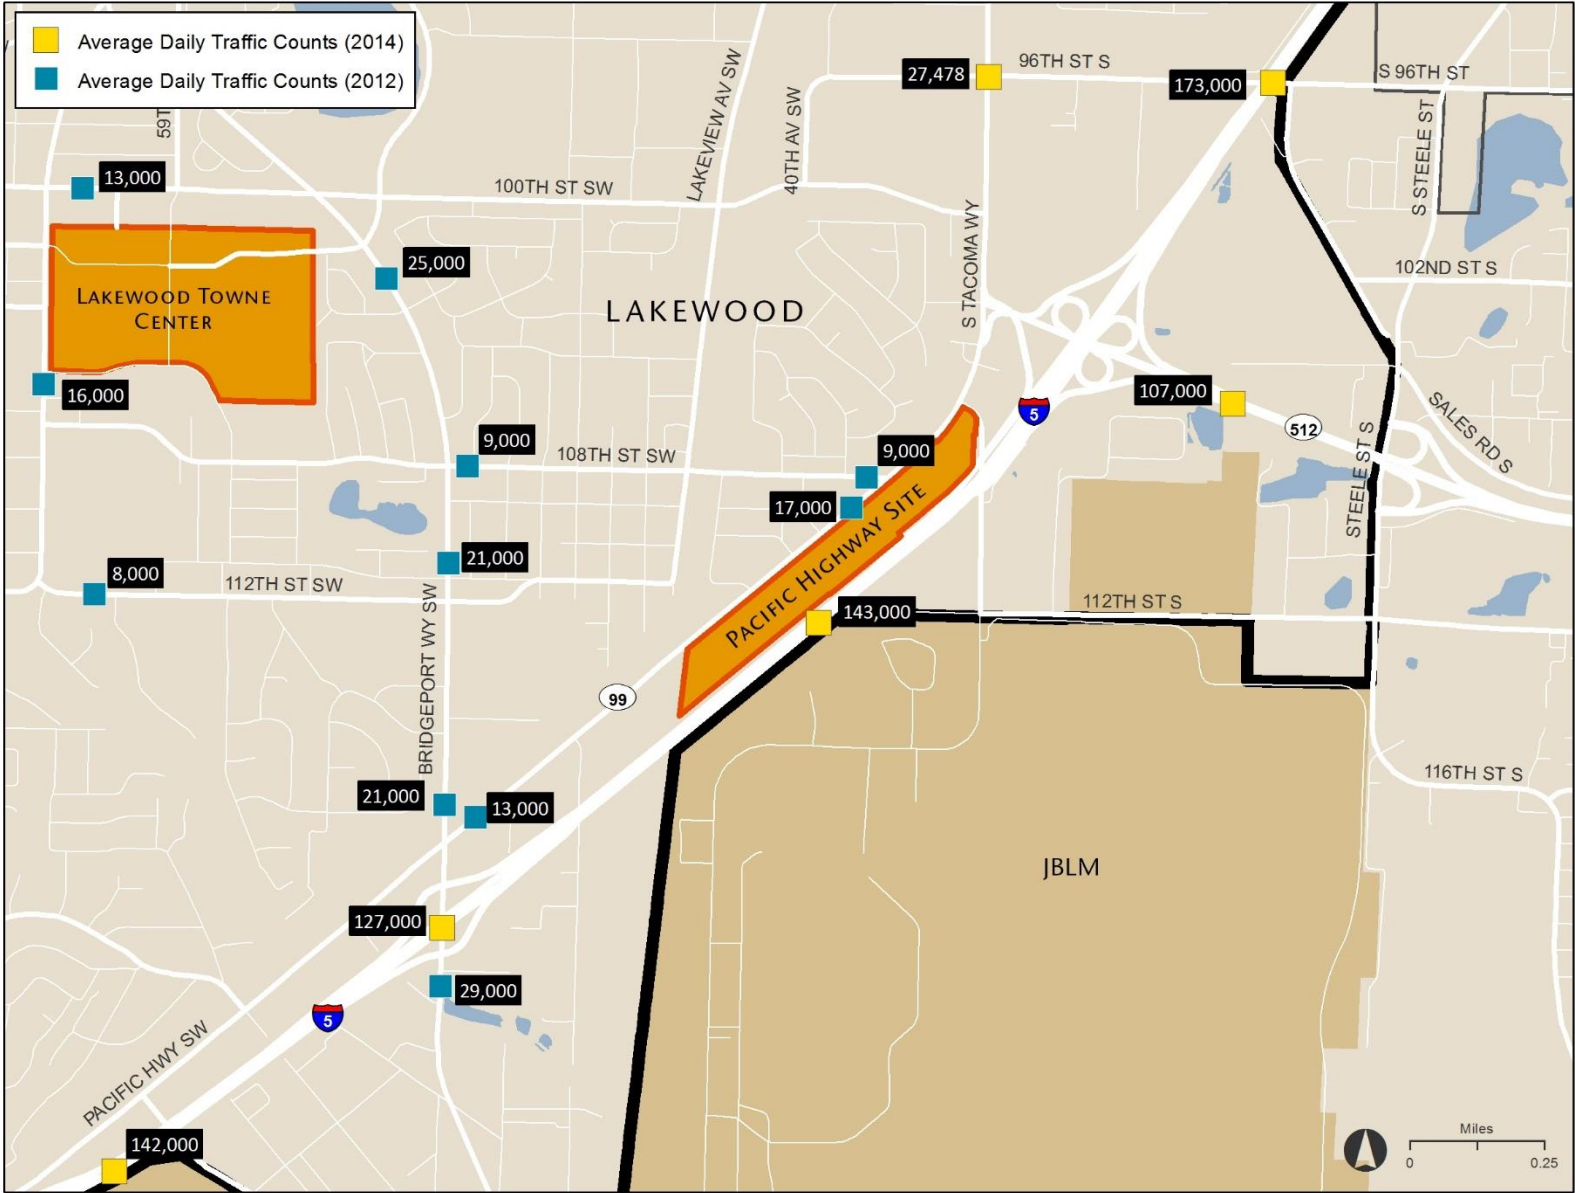 Average Daily Traffic Counts (2014)
Average Daily Traffic Counts (2012)
27,478
96TH ST S
173,000
S 96TH ST
59T
LAKEVIEW AV SW
40TH AV SW
S STEELE ST
13,000
100TH ST SW
S TACOMA WY
25,000
102ND ST S
LAKEWOOD TOWNE
CENTER
LAKEWOOD
16,000
107,000
5
512
SALES RD S
STEELE ST S
9,000
108TH ST SW
9,000
17,000
PACIFIC HIGHWAY SITE
21,000
8,000
112TH ST SW
143,000
112TH ST S
BRIDGEPORT WY SW
99
116TH ST S
21,000
13,000
JBLM
127,000
29,000
5
PACIFIC HWY SW
142,000
Miles
0
0.25